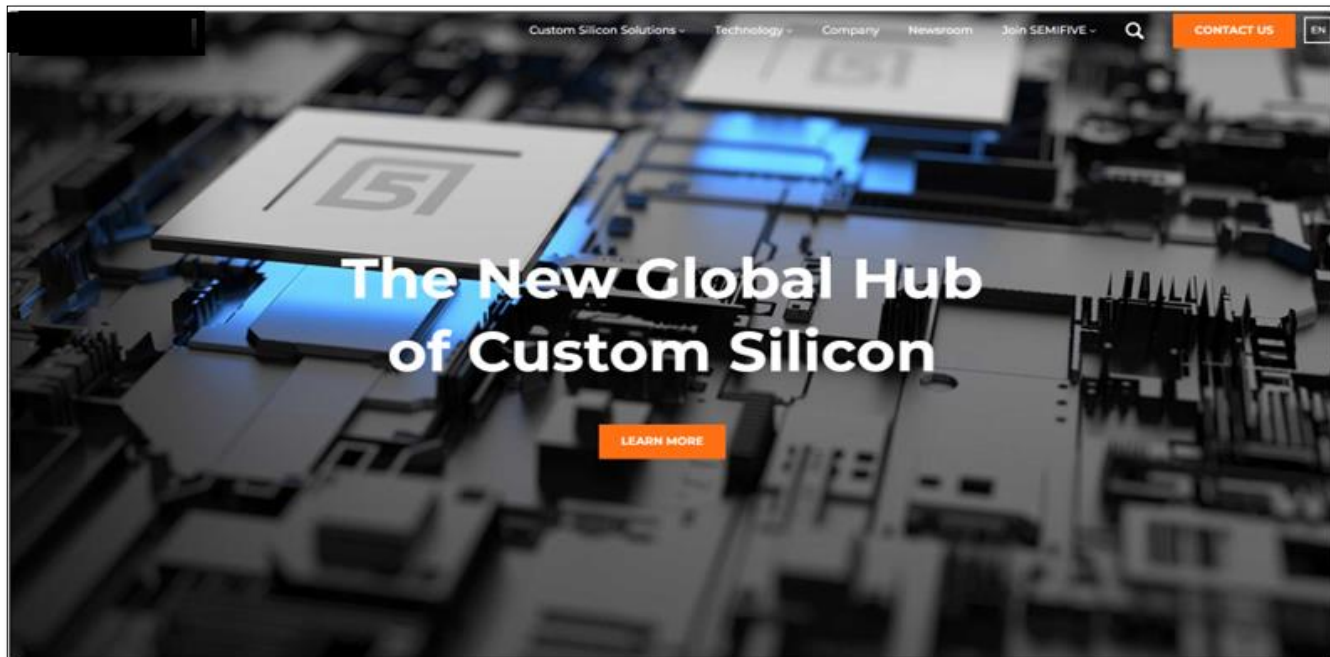 Custom Silicon Solutions
Technology
Company
Newsroom
Join SEMIFIVE
CONTACT US
EN
The New Global Hub
of Custom Silicon
LEARN MORE